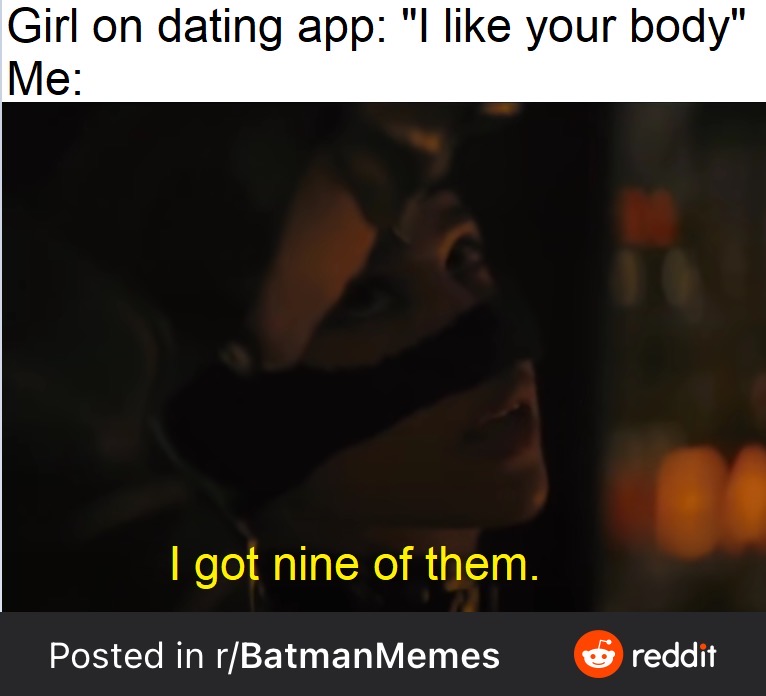 Girl on dating app: "I like your body"
Me:
I got nine of them.
Posted in r/BatmanMemes reddit